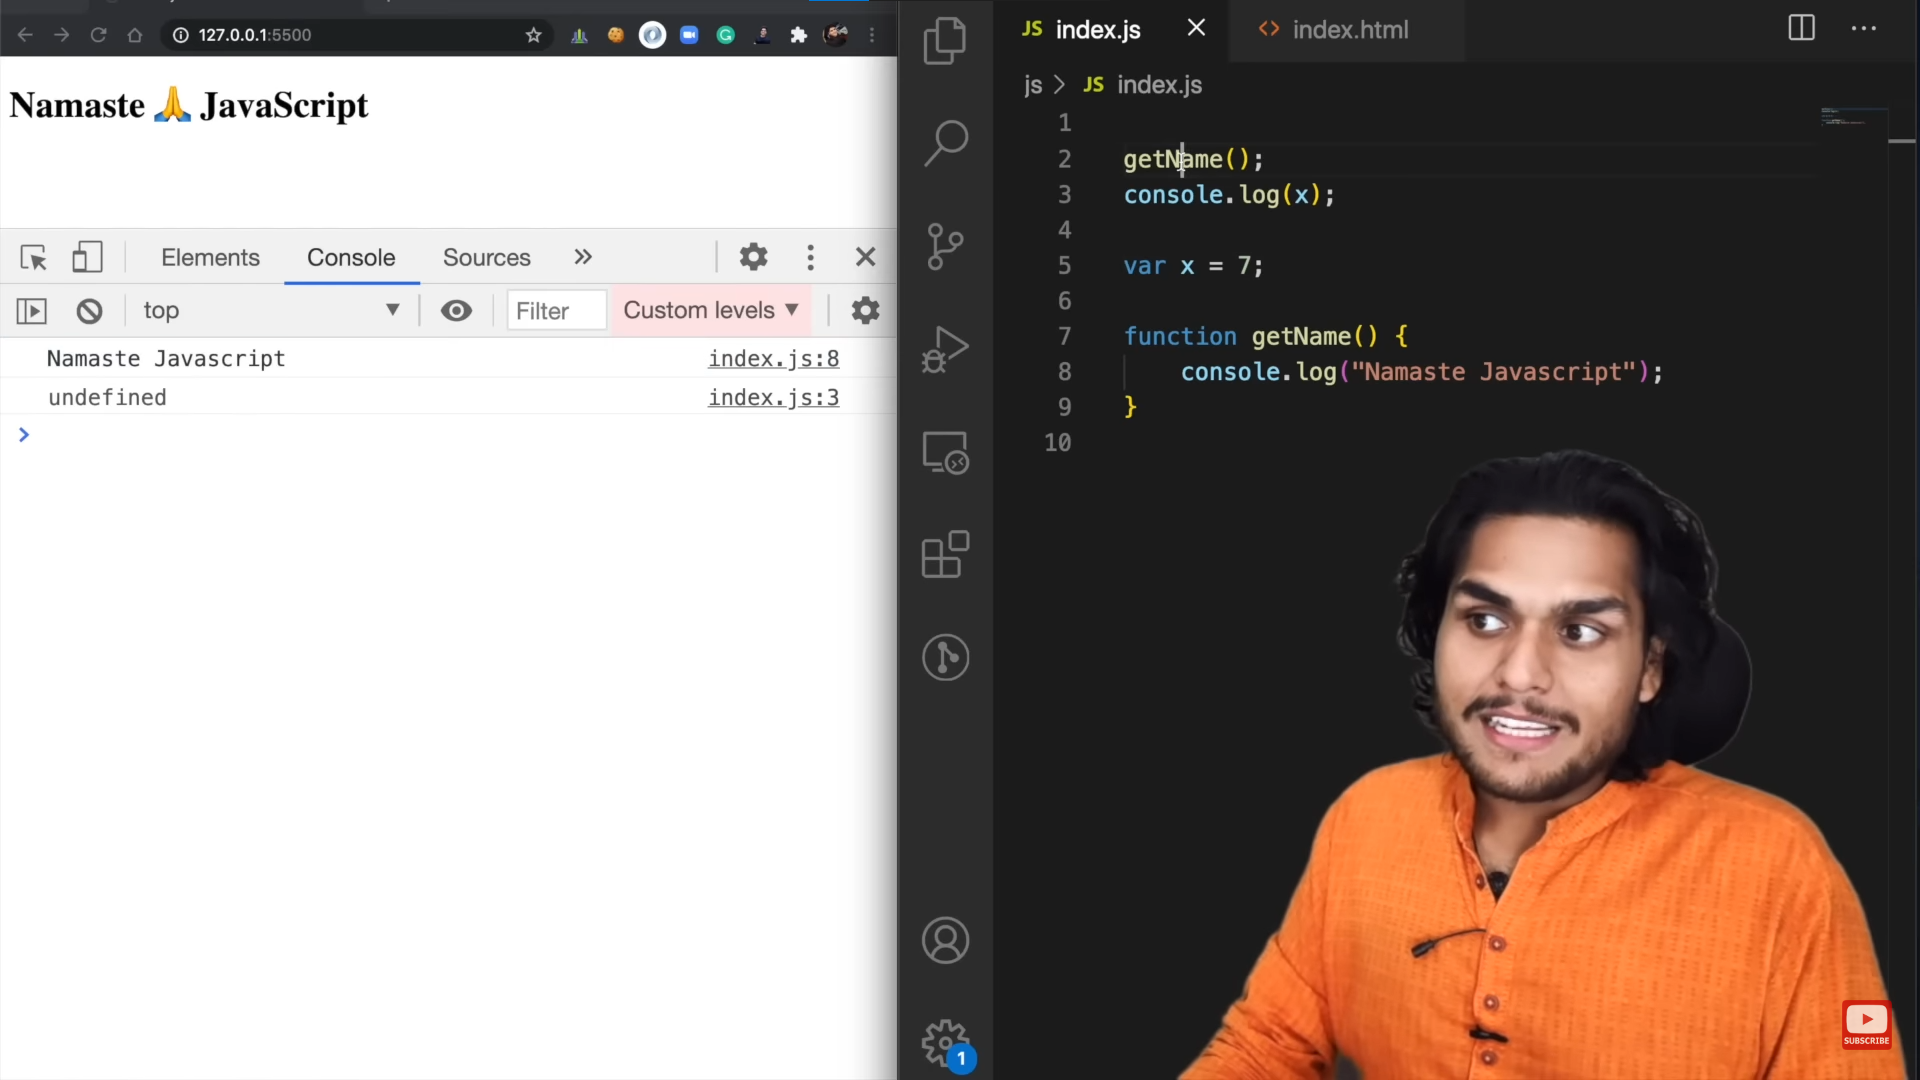 127.0.0.1:5500
Namaste 🙏 JavaScript
Elements Console Sources »
top Filter Custom levels
Namaste Javascript index.js:8
undefined index.js:3
>
JS index.js <> index.html
js > JS index.js
1
2 getName();
3 console.log(x);
4
5 var x = 7;
6
7 function getName() {
8 console.log("Namaste Javascript");
9 }
10
1
SUBSCRIBE